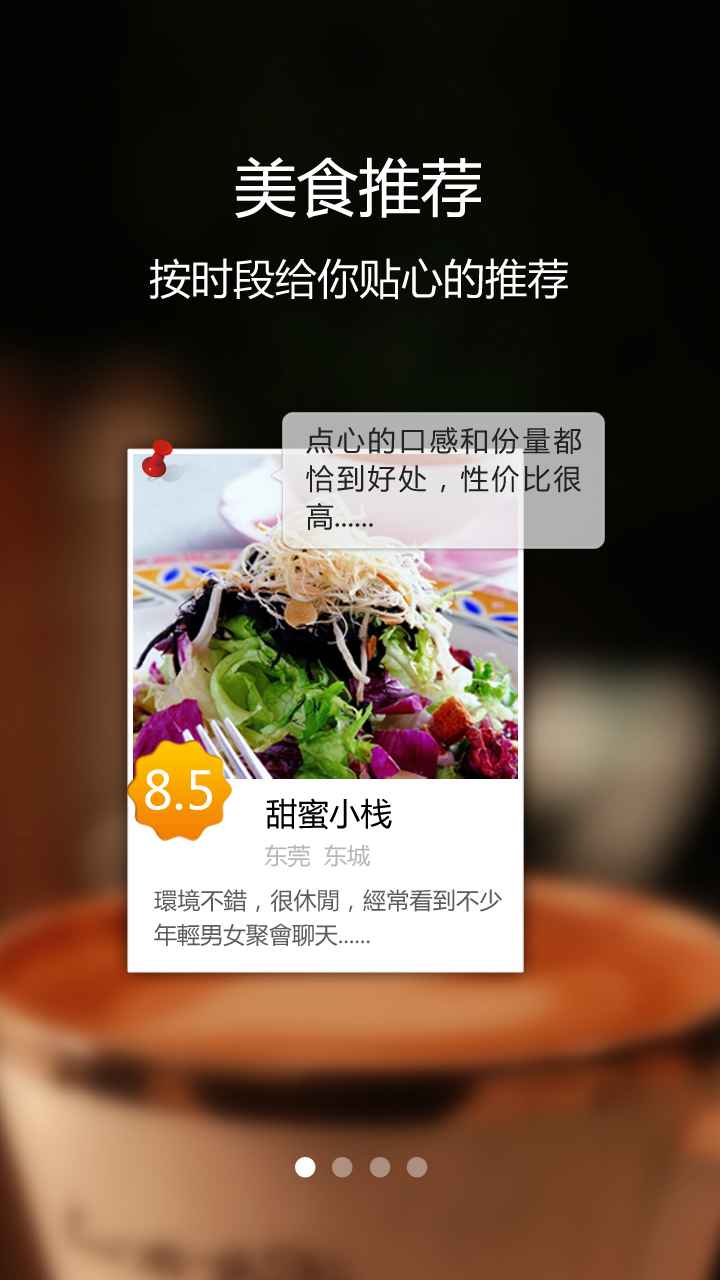 美食推荐
按时段给你贴心的推荐
点心的口感和份量都
恰到好处，性价比很
高......
8.5
甜蜜小栈
东莞 东城
環境不錯，很休閒，經常看到不少
年輕男女聚會聊天......